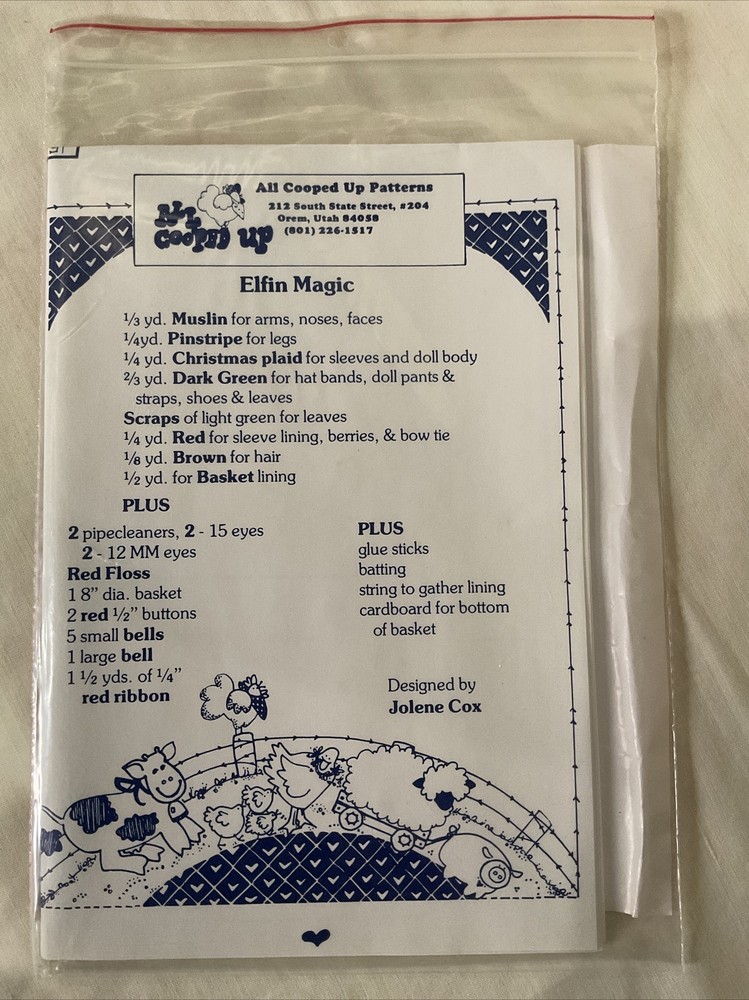 All Cooped Up Patterns
212 South State Street, #204
Orem, Utah 84058
(801) 226-1517
ALL
COOPED UP
Elfin Magic
1/3 yd. Muslin for arms, noses, faces
1/4yd. Pinstripe for legs
1/4 yd. Christmas plaid for sleeves and doll body
2/3 yd. Dark Green for hat bands, doll pants &
straps, shoes & leaves
Scraps of light green for leaves
1/4 yd. Red for sleeve lining, berries, & bow tie
1/8 yd. Brown for hair
1/2 yd. for Basket lining
PLUS
2 pipecleaners, 2 - 15 eyes
2 - 12 MM eyes
Red Floss
1 8" dia. basket
2 red 1/2" buttons
5 small bells
1 large bell
1 1/2 yds. of 1/4"
red ribbon
PLUS
glue sticks
batting
string to gather lining
cardboard for bottom
of basket
Designed by
Jolene Cox